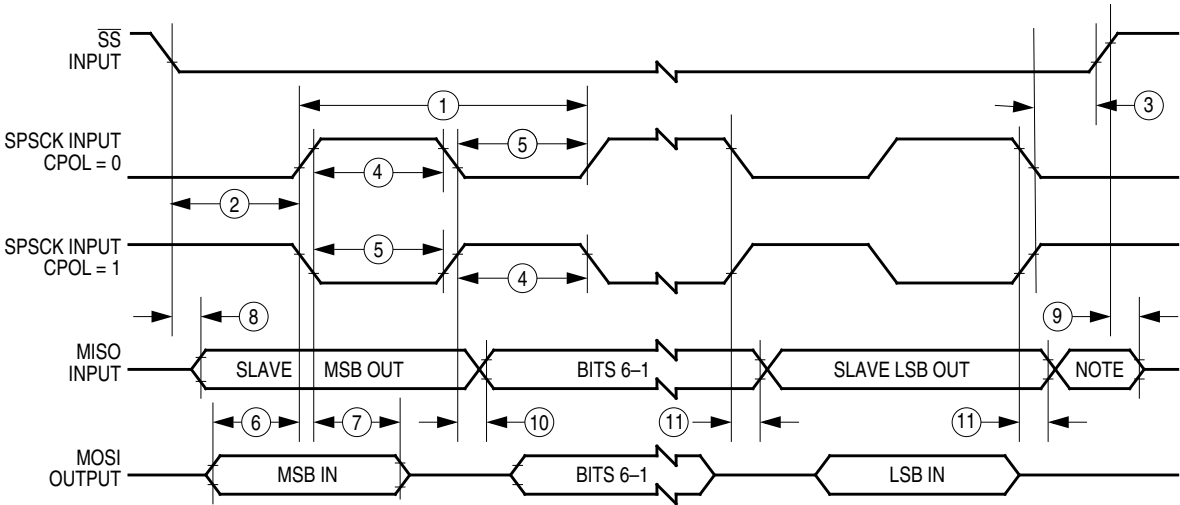 SS
INPUT
1
3
SPSCK INPUT
CPOL = 0
5
4
2
SPSCK INPUT
CPOL = 1
5
4
8
9
MISO
INPUT
SLAVE MSB OUT
BITS 6–1
SLAVE LSB OUT
NOTE
6
7
10
11
11
MOSI
OUTPUT
MSB IN
BITS 6–1
LSB IN